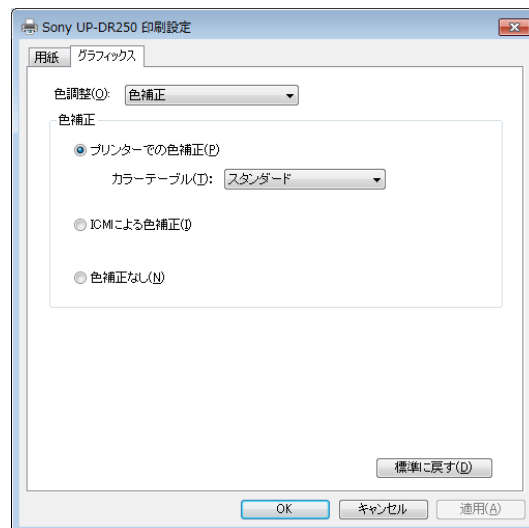 Sony UP-DR250 印刷設定
用紙 グラフィックス
色調整(O): 色補正
色補正
プリンターでの色補正(P)
カラーテーブル(T): スタンダード
ICMによる色補正(I)
色補正なし(N)
標準に戻す(D)
OK キャンセル 適用(A)